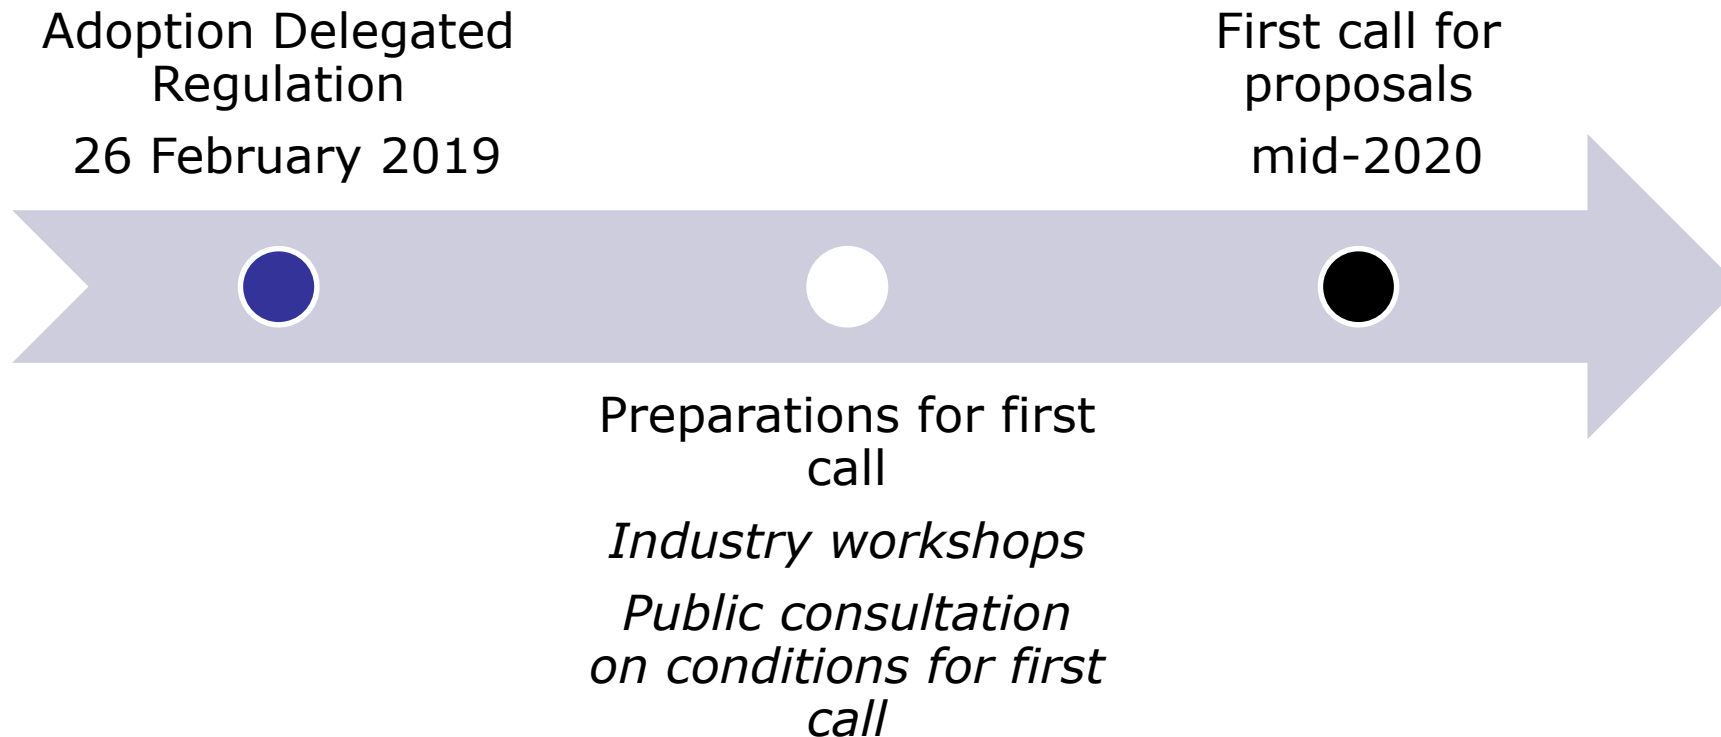 Adoption Delegated
Regulation
26 February 2019
First call for
proposals
mid-2020
Preparations for first
call
Industry workshops
Public consultation
on conditions for first
call